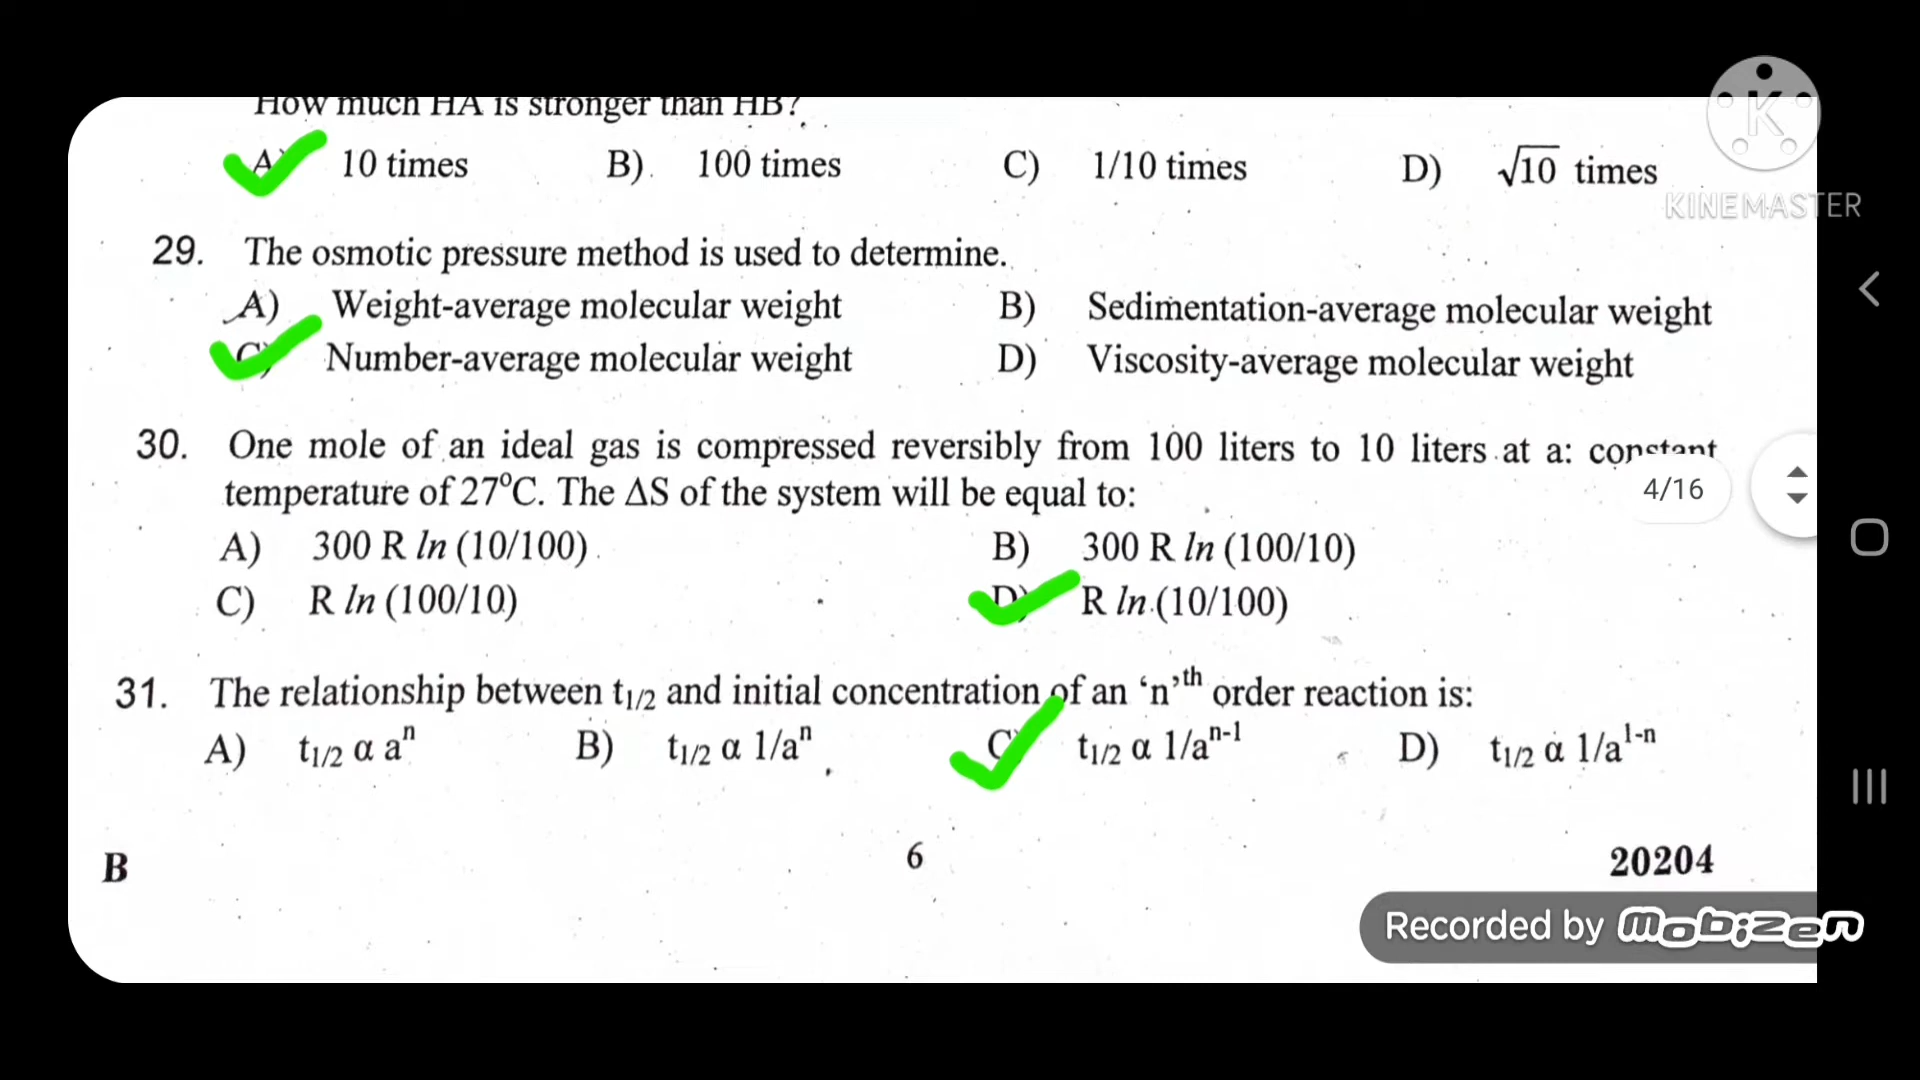 How much HA is stronger than HB?
A) 10 times B) 100 times C) 1/10 times D) √10 times
KINEMASTER
29. The osmotic pressure method is used to determine.
A) Weight-average molecular weight B) Sedimentation-average molecular weight
C) Number-average molecular weight D) Viscosity-average molecular weight
30. One mole of an ideal gas is compressed reversibly from 100 liters to 10 liters at a: constant
temperature of 27°C. The ΔS of the system will be equal to:
4/16
A) 300 R ln (10/100) B) 300 R ln (100/10)
C) R ln (100/10) D) R ln (10/100)
31. The relationship between t1/2 and initial concentration of an ‘n’th order reaction is:
A) t1/2 α aⁿ B) t1/2 α 1/aⁿ C) t1/2 α 1/aⁿ⁻¹ D) t1/2 α 1/a¹⁻ⁿ
B 6 20204
Recorded by mobizen